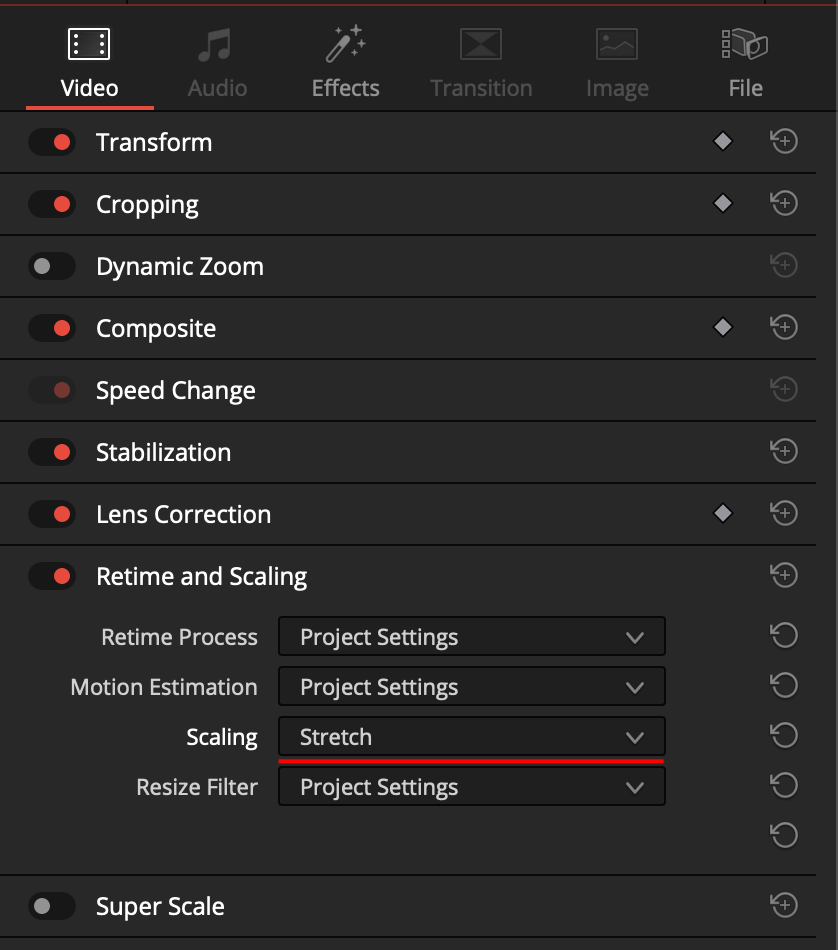 Video Audio Effects Transition Image File
Transform
Cropping
Dynamic Zoom
Composite
Speed Change
Stabilization
Lens Correction
Retime and Scaling
Retime Process Project Settings
Motion Estimation Project Settings
Scaling Stretch
Resize Filter Project Settings
Super Scale